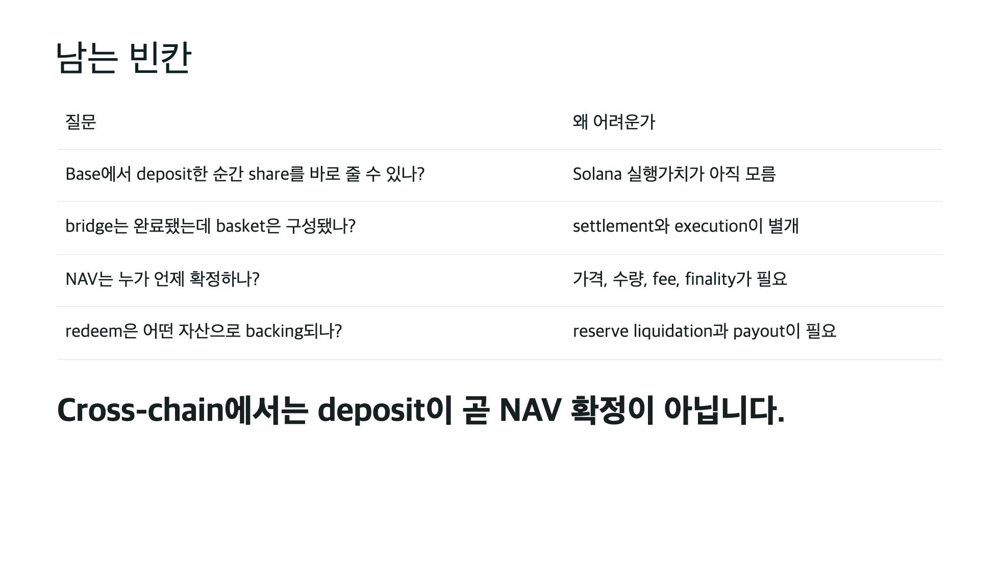 남는 빈칸
질문 왜 어려운가
Base에서 deposit한 순간 share를 바로 줄 수 있나? Solana 실행가치가 아직 모름
bridge는 완료됐는데 basket은 구성됐나? settlement와 execution이 별개
NAV는 누가 언제 확정하나? 가격, 수량, fee, finality가 필요
redeem은 어떤 자산으로 backing되나? reserve liquidation과 payout이 필요
Cross-chain에서는 deposit이 곧 NAV 확정이 아닙니다.